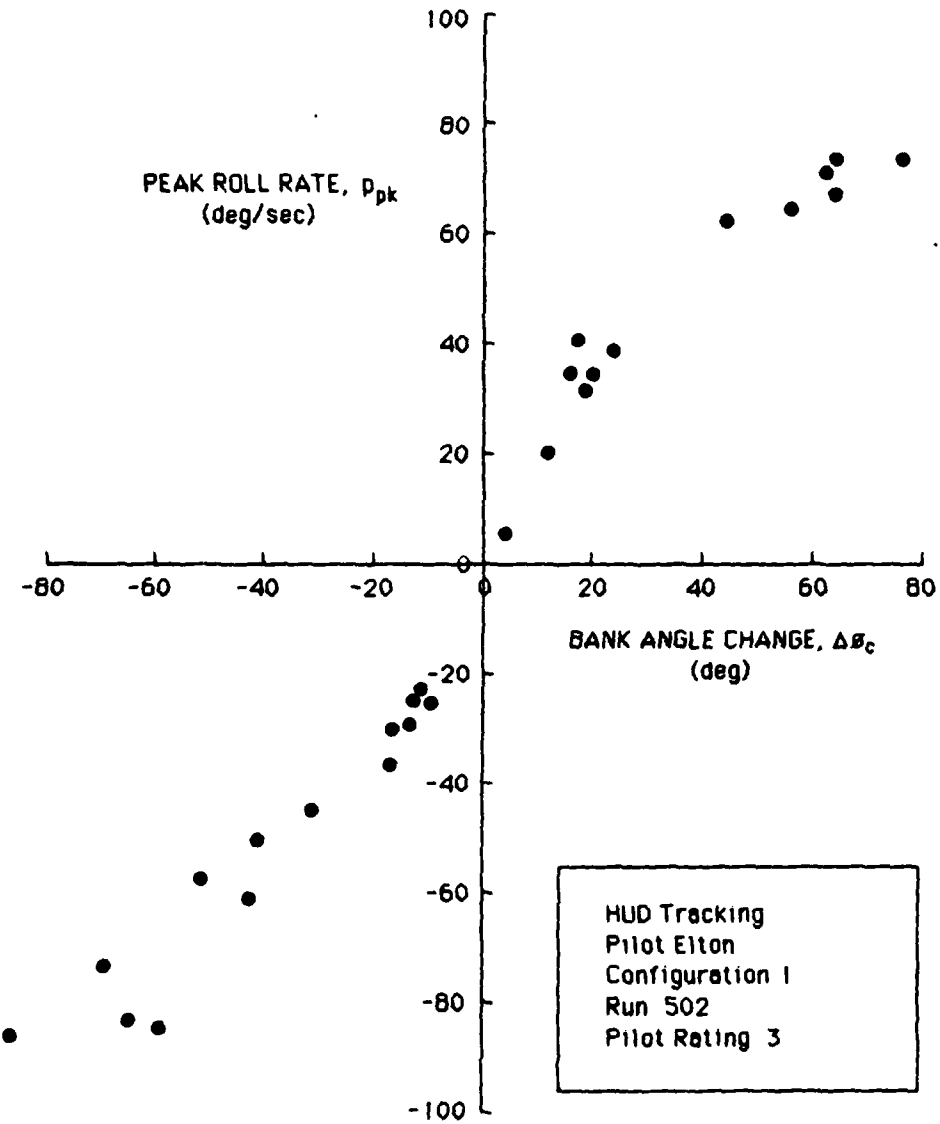 100
80
PEAK ROLL RATE, p_pk
(deg/sec)
60
40
20
0
-80 -60 -40 -20 0 20 40 60 80
BANK ANGLE CHANGE, Δø_c
(deg)
-20
-40
-60
-80
-100
HUD Tracking
Pilot Elton
Configuration 1
Run 502
Pilot Rating 3